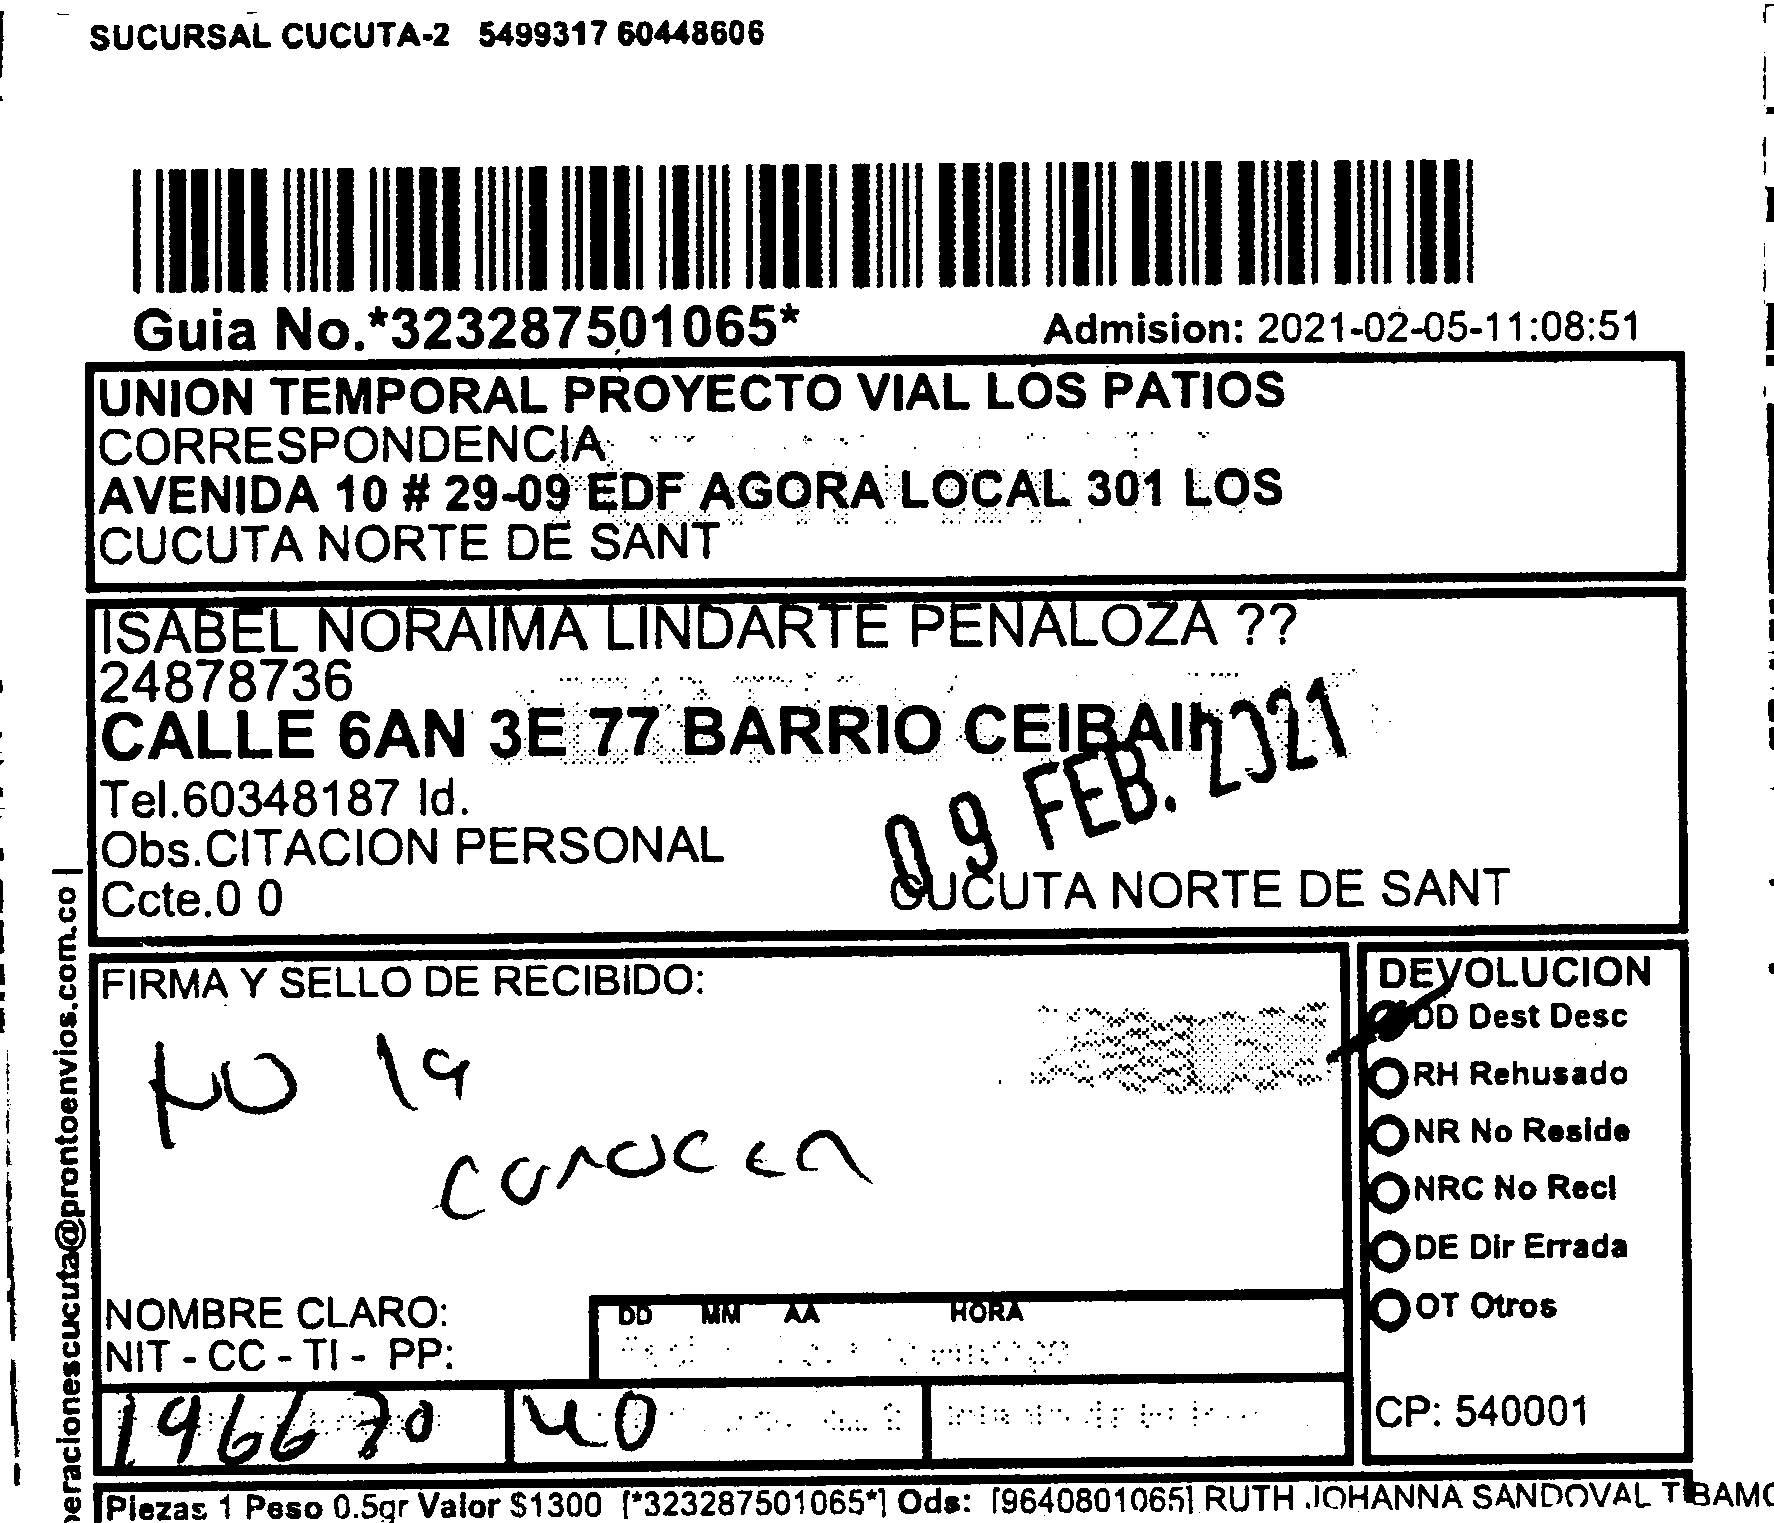 SUCURSAL CUCUTA-2 5499317 60448606
Guia No.*323287501065* Admision: 2021-02-05-11:08:51
UNION TEMPORAL PROYECTO VIAL LOS PATIOS
CORRESPONDENCIA
AVENIDA 10 # 29-09 EDF AGORA LOCAL 301 LOS
CUCUTA NORTE DE SANT
ISABEL NORAIMA LINDARTE PENALOZA ??
24878736
CALLE 6AN 3E 77 BARRIO
09 FEB. 2021
Tel.60348187 Id.
Obs.CITACION PERSONAL
Ccte.0 0 CUCUTA NORTE DE SANT
FIRMA Y SELLO DE RECIBIDO:
NO la
conocen
DEVOLUCION
DD Dest Desc
RH Rehusado
NR No Reside
NRC No Recl
DE Dir Errada
OT Otros
NOMBRE CLARO:
NIT - CC - TI - PP:
DD MM AA HORA
CP: 540001
196670
Piezas 1 Peso 0.5gr Valor $1300 [*323287501065*] Ods: [9640801065] RUTH JOHANNA SANDOVAL
peracionescucuta@prontoenvios.com.co |